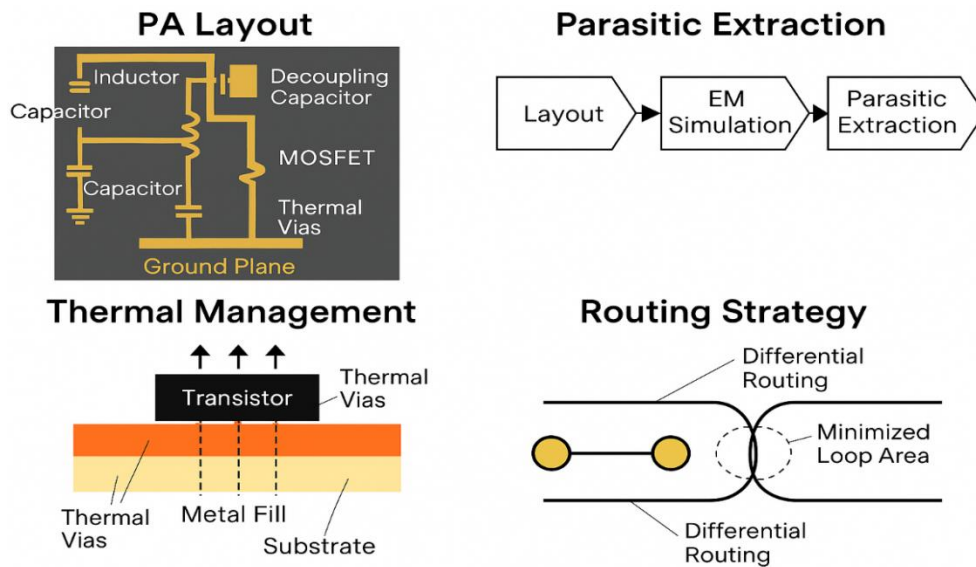 PA Layout
Inductor
Capacitor
Capacitor
Decoupling
Capacitor
MOSFET
Thermal
Vias
Ground Plane
Parasitic Extraction
Layout
EM
Simulation
Parasitic
Extraction
Thermal Management
Transistor
Thermal
Vias
Thermal
Vias
Metal Fill
Substrate
Routing Strategy
Differential
Routing
Minimized
Loop Area
Differential
Routing